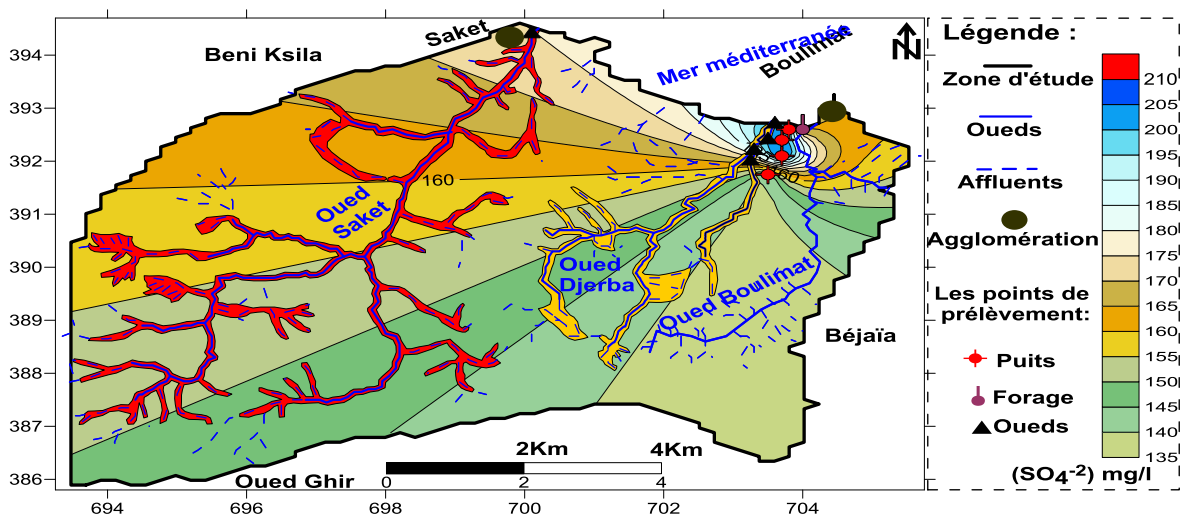 394
393
392
391
390
389
388
387
386
694
696
698
700
702
704
Beni Ksila
Saket
Mer méditerranée
Boulimat
N
160
160
Oued
Saket
Oued
Djerba
Oued Boulimat
Béjaïa
Oued Ghir
2Km
4Km
0
2
4
Légende :
Zone d'étude
Oueds
Affluents
Agglomération
Les points de
prélèvement:
Puits
Forage
Oueds
210
205
200
195
190
185
180
175
170
165
160
155
150
145
140
135
(SO4-2) mg/l